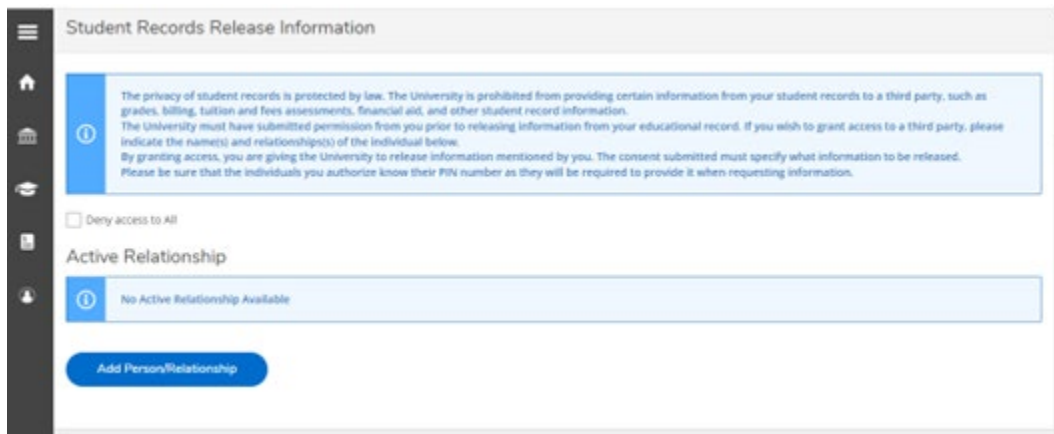 Student Records Release Information
The privacy of student records is protected by law. The University is prohibited from providing certain information from your student records to a third party, such as
grades, billing, tuition and fees assessments, financial aid, and other student record information.
The University must have submitted permission from you prior to releasing information from your educational record. If you wish to grant access to a third party, please
indicate the name(s) and relationships(s) of the individual below.
By granting access, you are giving the University to release information mentioned by you. The consent submitted must specify what information to be released.
Please be sure that the individuals you authorize know their PIN number as they will be required to provide it when requesting information.
Deny access to All
Active Relationship
No Active Relationship Available
Add Person/Relationship